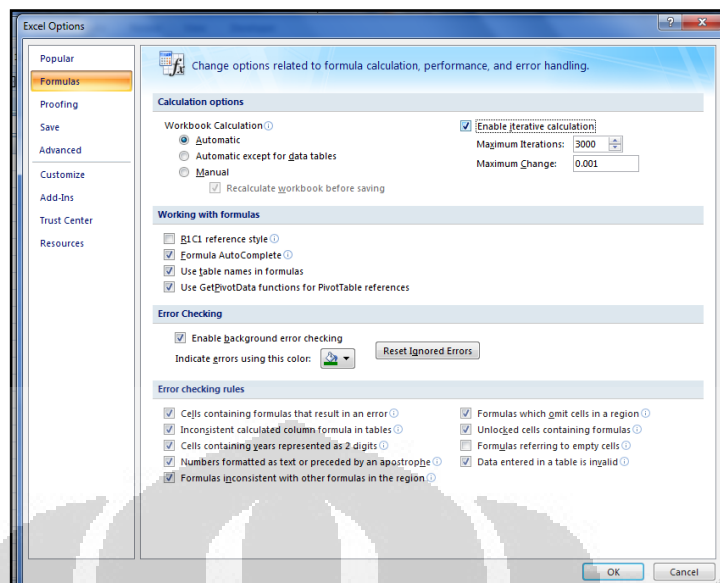 Excel Options
Popular
Formulas
Proofing
Save
Advanced
Customize
Add-Ins
Trust Center
Resources
Change options related to formula calculation, performance, and error handling.
Calculation options
Workbook Calculation
Automatic
Automatic except for data tables
Manual
Recalculate workbook before saving
Enable iterative calculation
Maximum Iterations: 3000
Maximum Change: 0.001
Working with formulas
R1C1 reference style
Formula AutoComplete
Use table names in formulas
Use GetPivotData functions for PivotTable references
Error Checking
Enable background error checking
Indicate errors using this color:
Reset Ignored Errors
Error checking rules
Cells containing formulas that result in an error
Inconsistent calculated column formula in tables
Cells containing years represented as 2 digits
Numbers formatted as text or preceded by an apostrophe
Formulas inconsistent with other formulas in the region
Formulas which omit cells in a region
Unlocked cells containing formulas
Formulas referring to empty cells
Data entered in a table is invalid
OK
Cancel